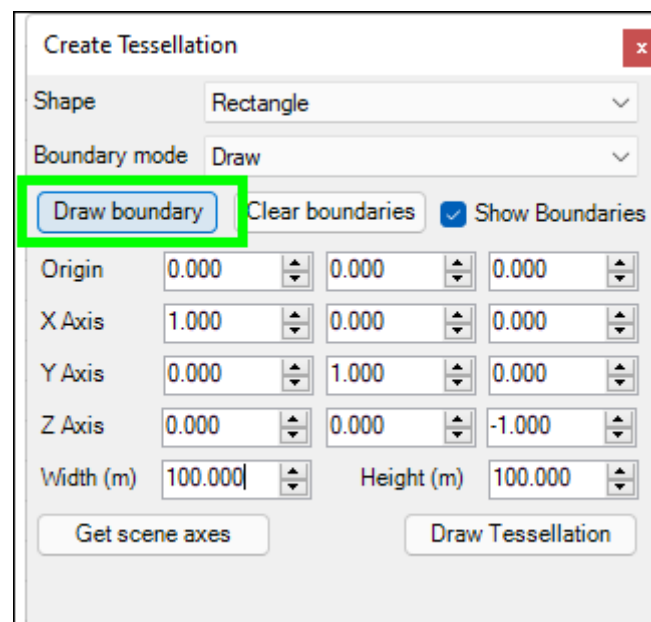 Create Tessellation x
Shape Rectangle
Boundary mode Draw
Draw boundary Clear boundaries Show Boundaries
Origin 0.000 0.000 0.000
X Axis 1.000 0.000 0.000
Y Axis 0.000 1.000 0.000
Z Axis 0.000 0.000 -1.000
Width (m) 100.000 Height (m) 100.000
Get scene axes Draw Tessellation